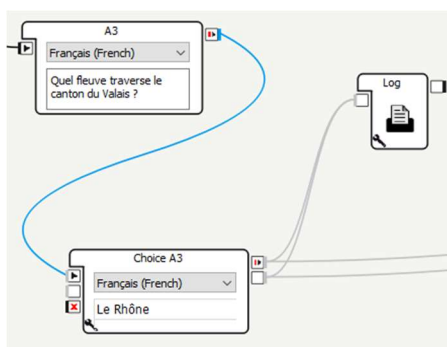 A3
Français (French)
Quel fleuve traverse le
canton du Valais ?
Log
Choice A3
Français (French)
Le Rhône